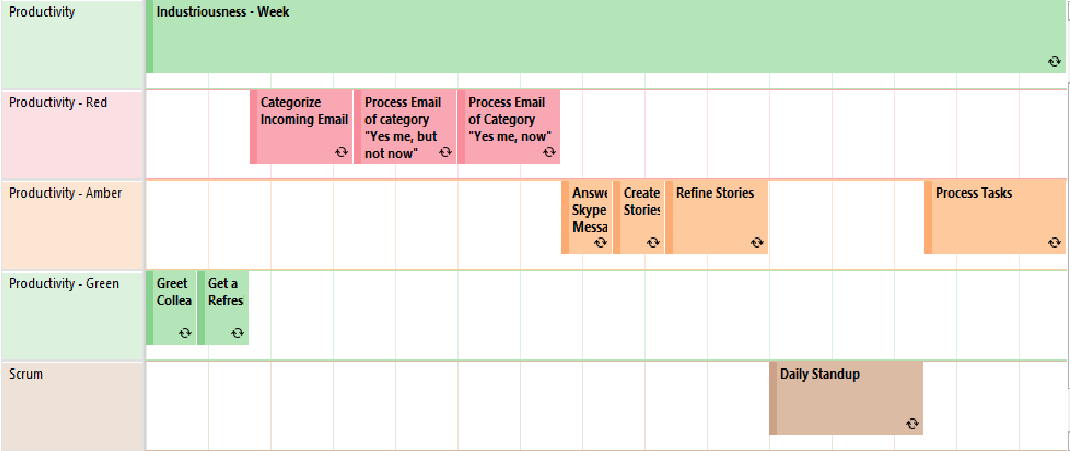 Productivity
Industriousness - Week
Productivity - Red
Categorize
Incoming Email
Process Email
of category
"Yes me, but
not now"
Process Email
of Category
"Yes me, now"
Productivity - Amber
Answe
Skype
Messa
Create
Stories
Refine Stories
Process Tasks
Productivity - Green
Greet
Collea
Get a
Refres
Scrum
Daily Standup